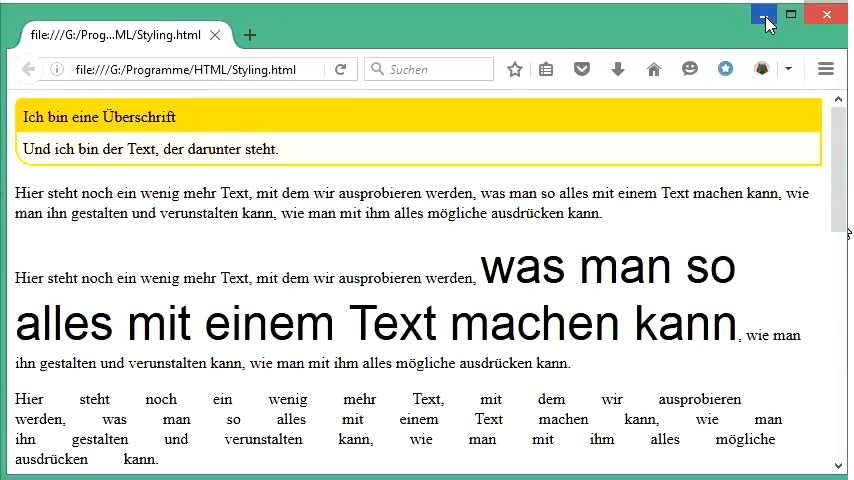 file:///G:/Prog...ML/Styling.html
file:///G:/Programme/HTML/Styling.html
Suchen
Ich bin eine Überschrift
Und ich bin der Text, der darunter steht.
Hier steht noch ein wenig mehr Text, mit dem wir ausprobieren werden, was man so alles mit einem Text machen kann, wie
man ihn gestalten und verunstalten kann, wie man mit ihm alles mögliche ausdrücken kann.
Hier steht noch ein wenig mehr Text, mit dem wir ausprobieren werden, was man so
alles mit einem Text machen kann, wie man
ihn gestalten und verunstalten kann, wie man mit ihm alles mögliche ausdrücken kann.
Hier steht noch ein wenig mehr Text, mit dem wir ausprobieren
werden, was man so alles mit einem Text machen kann, wie man
ihn gestalten und verunstalten kann, wie man mit ihm alles mögliche
ausdrücken kann.